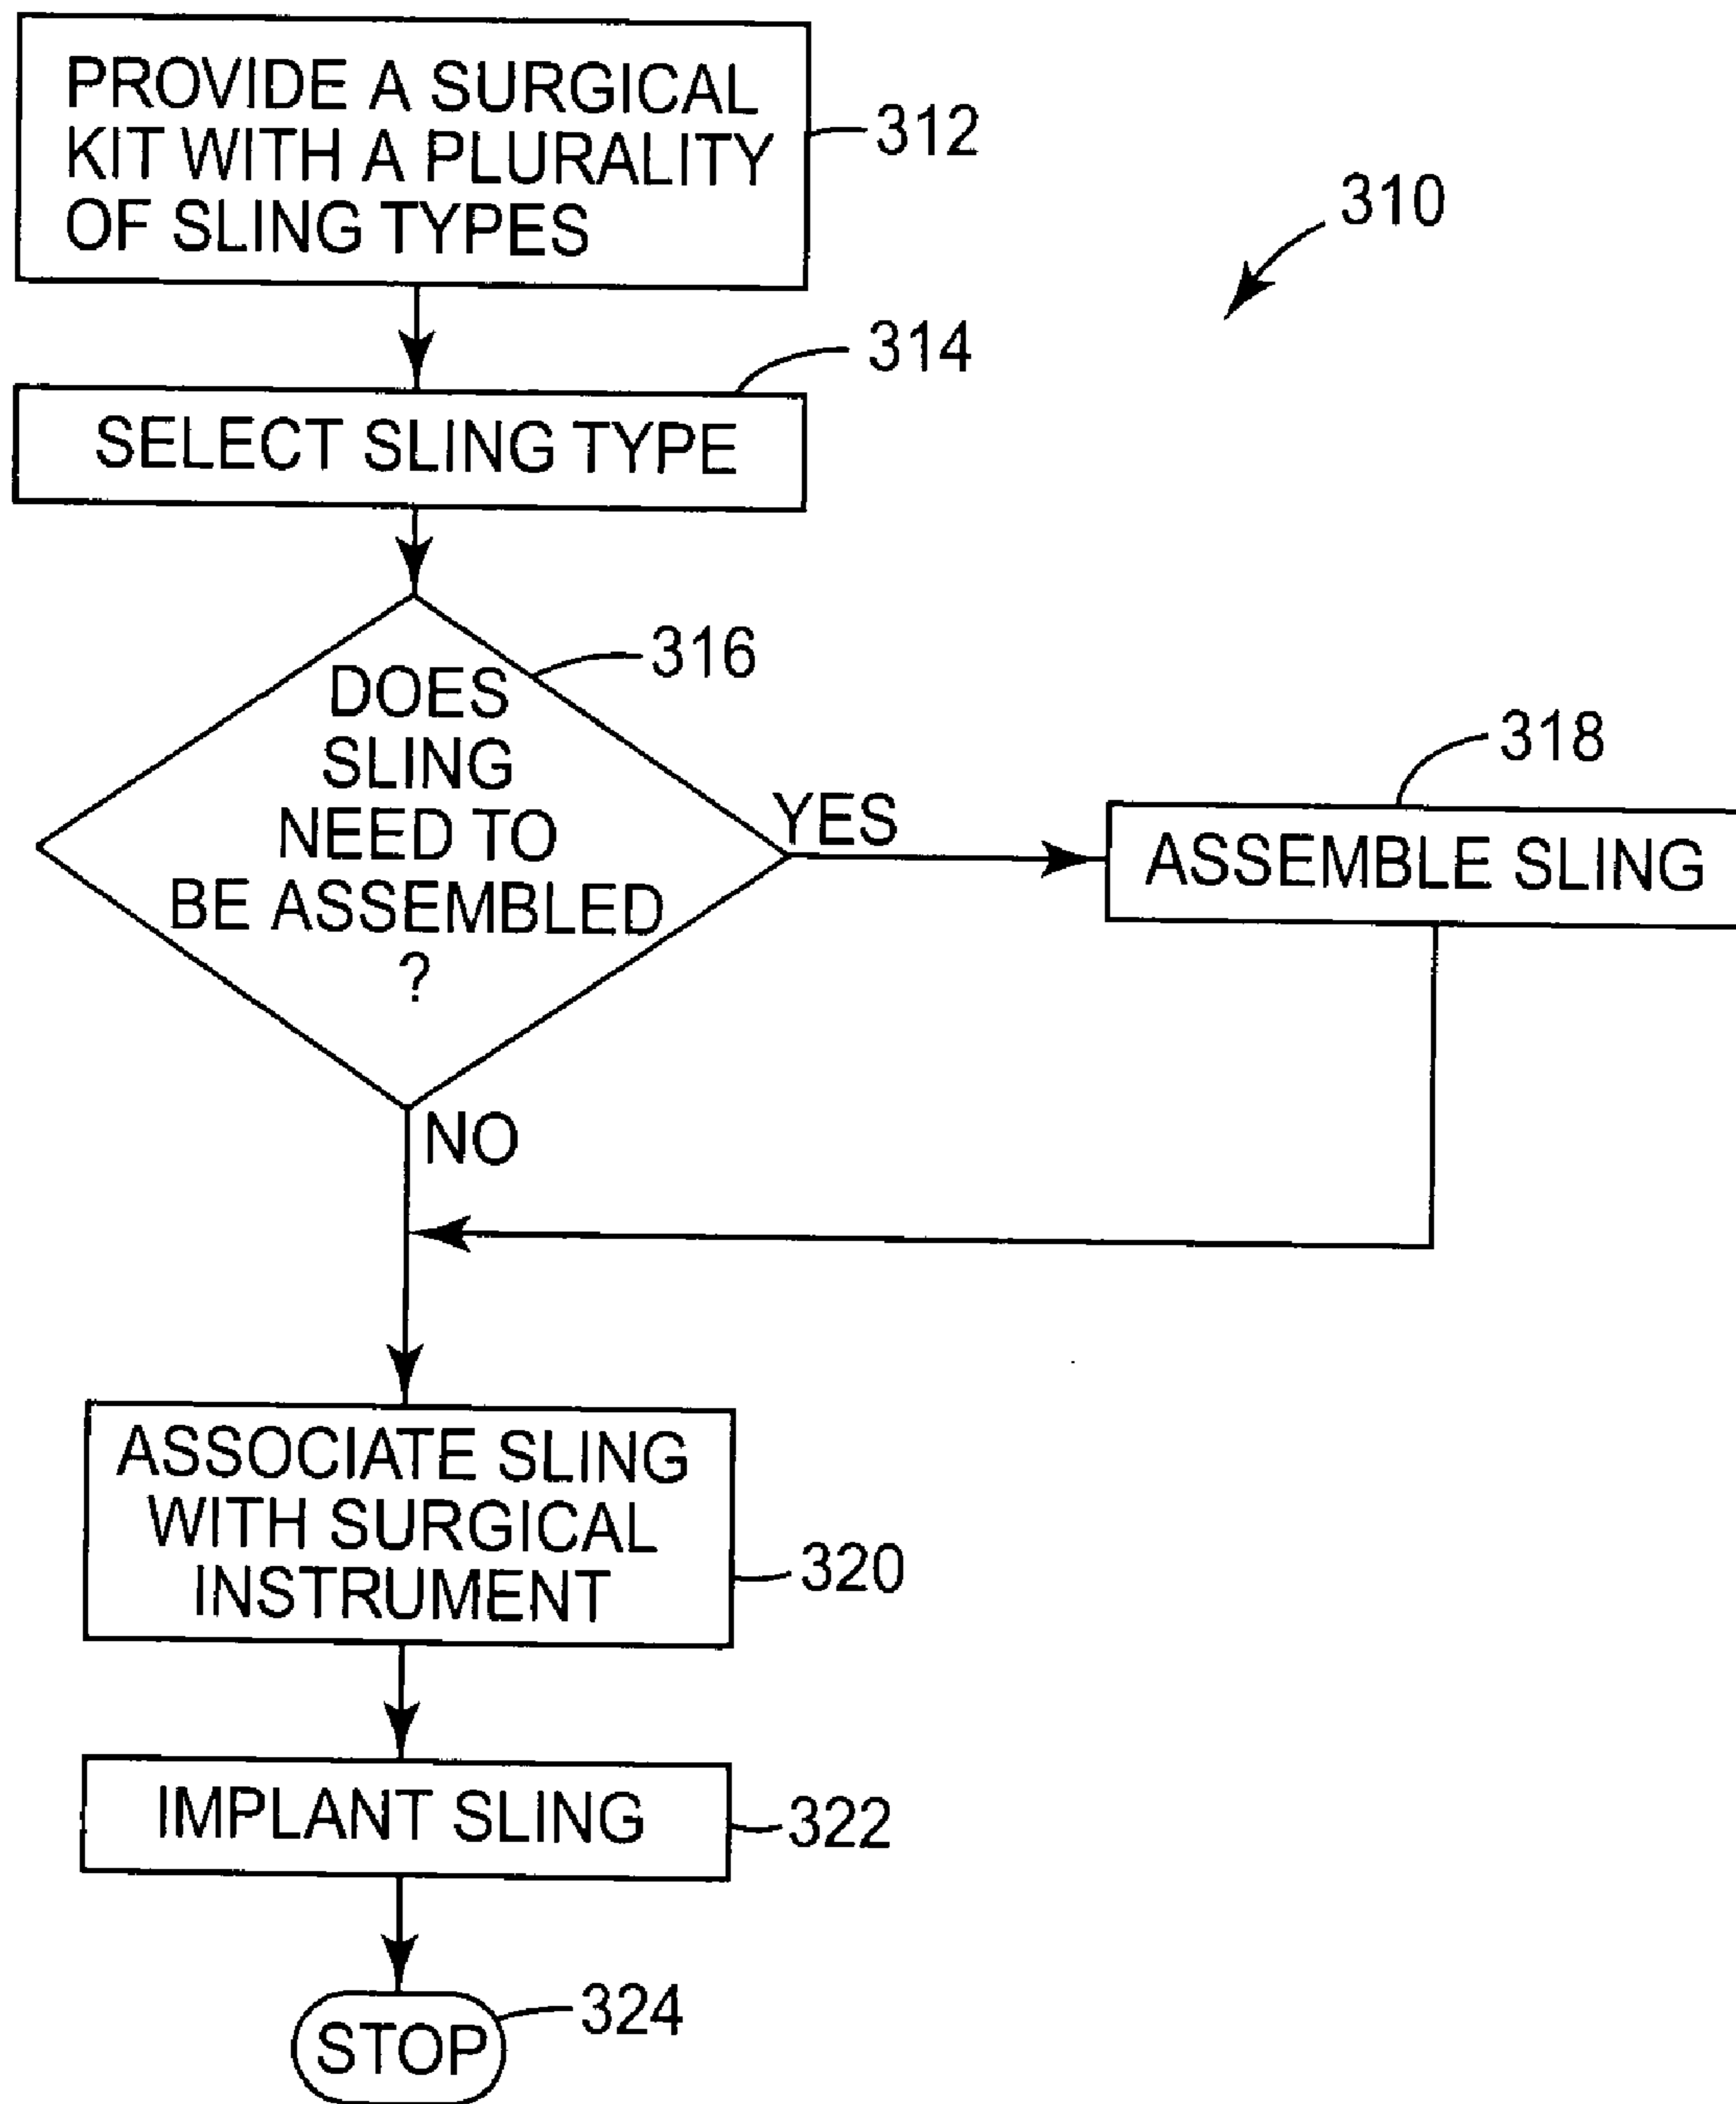 PROVIDE A SURGICAL
KIT WITH A PLURALITY
OF SLING TYPES
312
310
314
SELECT SLING TYPE
316
DOES
SLING
NEED TO
BE ASSEMBLED
?
YES
318
ASSEMBLE SLING
NO
ASSOCIATE SLING
WITH SURGICAL
INSTRUMENT
320
IMPLANT SLING
322
STOP
324